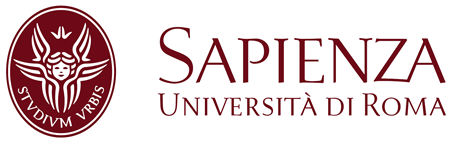 STVDIVM VRBIS
SAPIENZA
UNIVERSITÀ DI ROMA